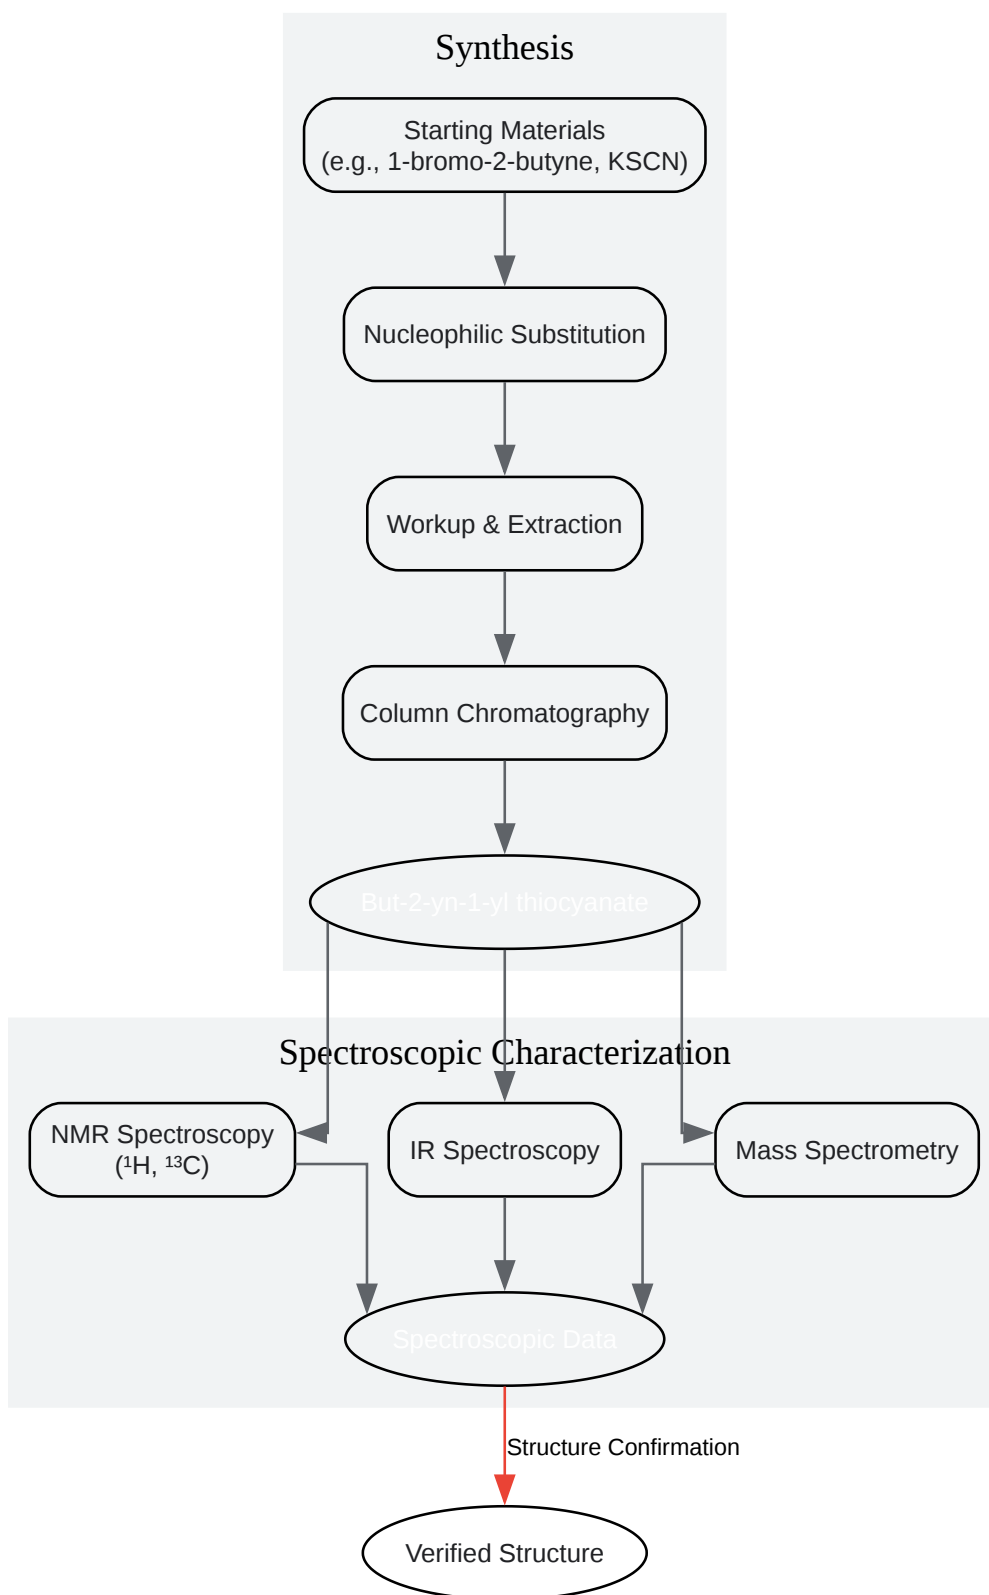 Synthesis
Starting Materials
(e.g., 1-bromo-2-butyne, KSCN)
Nucleophilic Substitution
Workup & Extraction
Column Chromatography
But-2-yn-1-yl thiocyanate
Spectroscopic Characterization
NMR Spectroscopy
(¹H, ¹³C)
IR Spectroscopy
Mass Spectrometry
Spectroscopic Data
Structure Confirmation
Verified Structure